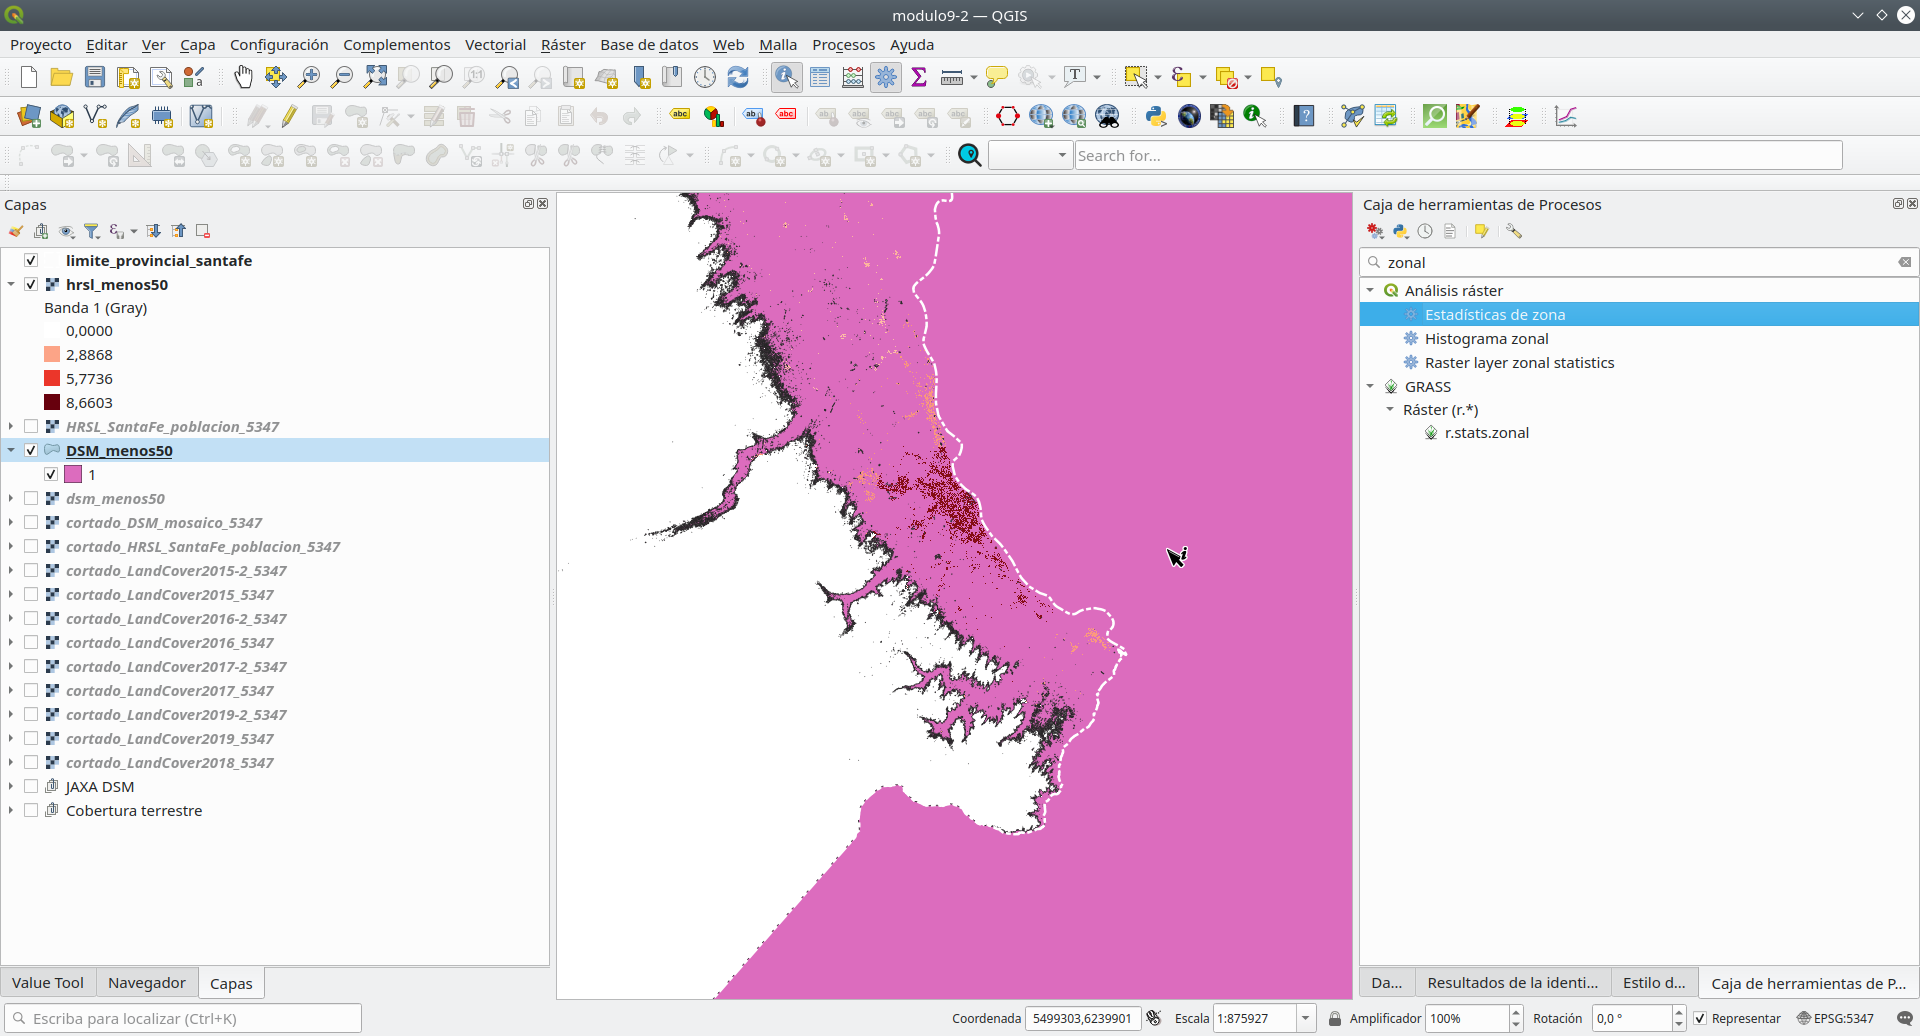 modulo9-2 — QGIS
Proyecto Editar Ver Capa Configuración Complementos Vectorial Ráster Base de datos Web Malla Procesos Ayuda
Search for...
Capas
limite_provincial_santafe
hrsl_menos50
Banda 1 (Gray)
0,0000
2,8868
5,7736
8,6603
HRSL_SantaFe_poblacion_5347
DSM_menos50
1
dsm_menos50
cortado_DSM_mosaico_5347
cortado_HRSL_SantaFe_poblacion_5347
cortado_LandCover2015-2_5347
cortado_LandCover2015_5347
cortado_LandCover2016-2_5347
cortado_LandCover2016_5347
cortado_LandCover2017-2_5347
cortado_LandCover2017_5347
cortado_LandCover2019-2_5347
cortado_LandCover2019_5347
cortado_LandCover2018_5347
JAXA DSM
Cobertura terrestre
Value Tool Navegador Capas
Caja de herramientas de Procesos
zonal
Análisis ráster
Estadísticas de zona
Histograma zonal
Raster layer zonal statistics
GRASS
Ráster (r.*)
r.stats.zonal
Da... Resultados de la identi... Estilo d... Caja de herramientas de P...
Escriba para localizar (Ctrl+K) Coordenada 5499303,6239901 Escala 1:875927 Amplificador 100% Rotación 0,0 ° Representar EPSG:5347